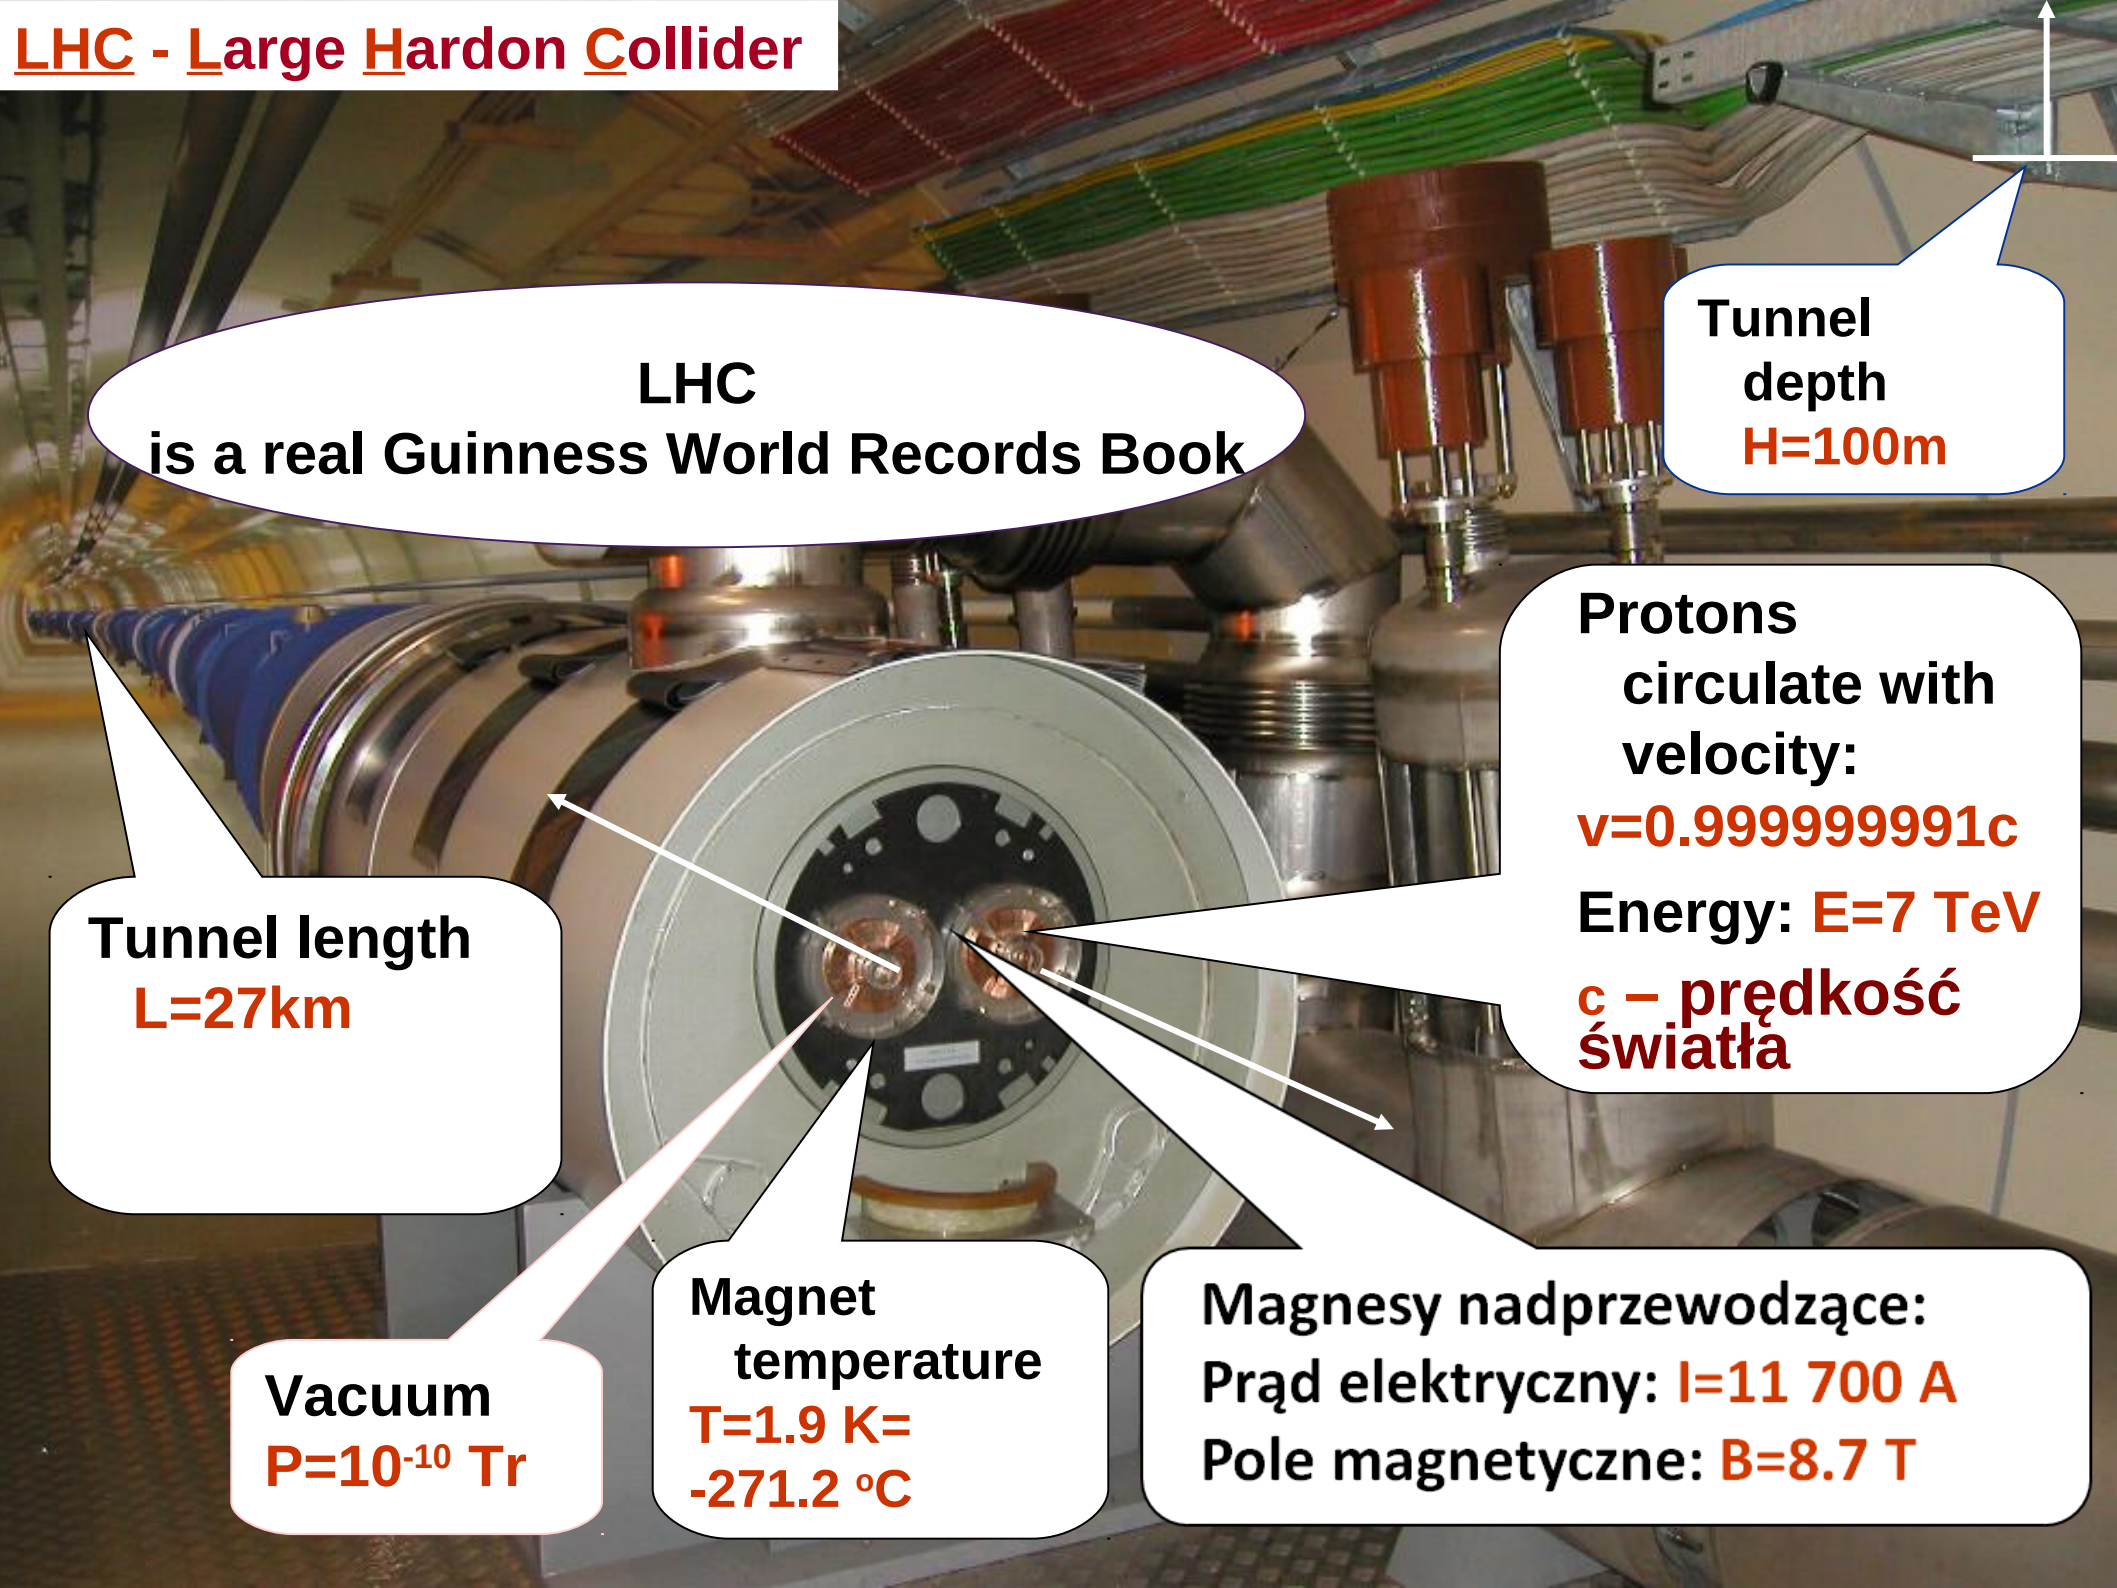 LHC - Large Hardon Collider
LHC
is a real Guinness World Records Book
Tunnel
depth
H=100m
Protons
circulate with
velocity:
v=0.999999991c
Energy: E=7 TeV
c – prędkość
światła
Tunnel length
L=27km
Vacuum
P=10⁻¹⁰ Tr
Magnet
temperature
T=1.9 K=
-271.2 ºC
Magnesy nadprzewodzące:
Prąd elektryczny: I=11 700 A
Pole magnetyczne: B=8.7 T